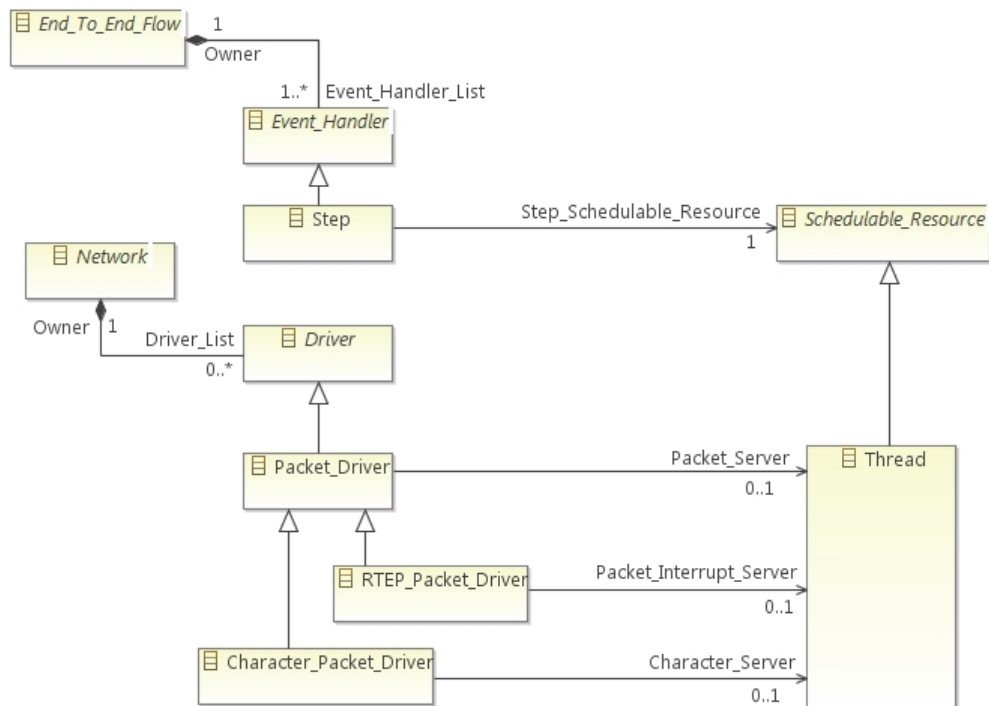 End_To_End_Flow
1
Owner
1..*
Event_Handler_List
Event_Handler
Step
Step_Schedulable_Resource
1
Schedulable_Resource
Network
Owner
1
Driver_List
0..*
Driver
Packet_Driver
Packet_Server
0..1
Thread
RTEP_Packet_Driver
Packet_Interrupt_Server
0..1
Character_Packet_Driver
Character_Server
0..1